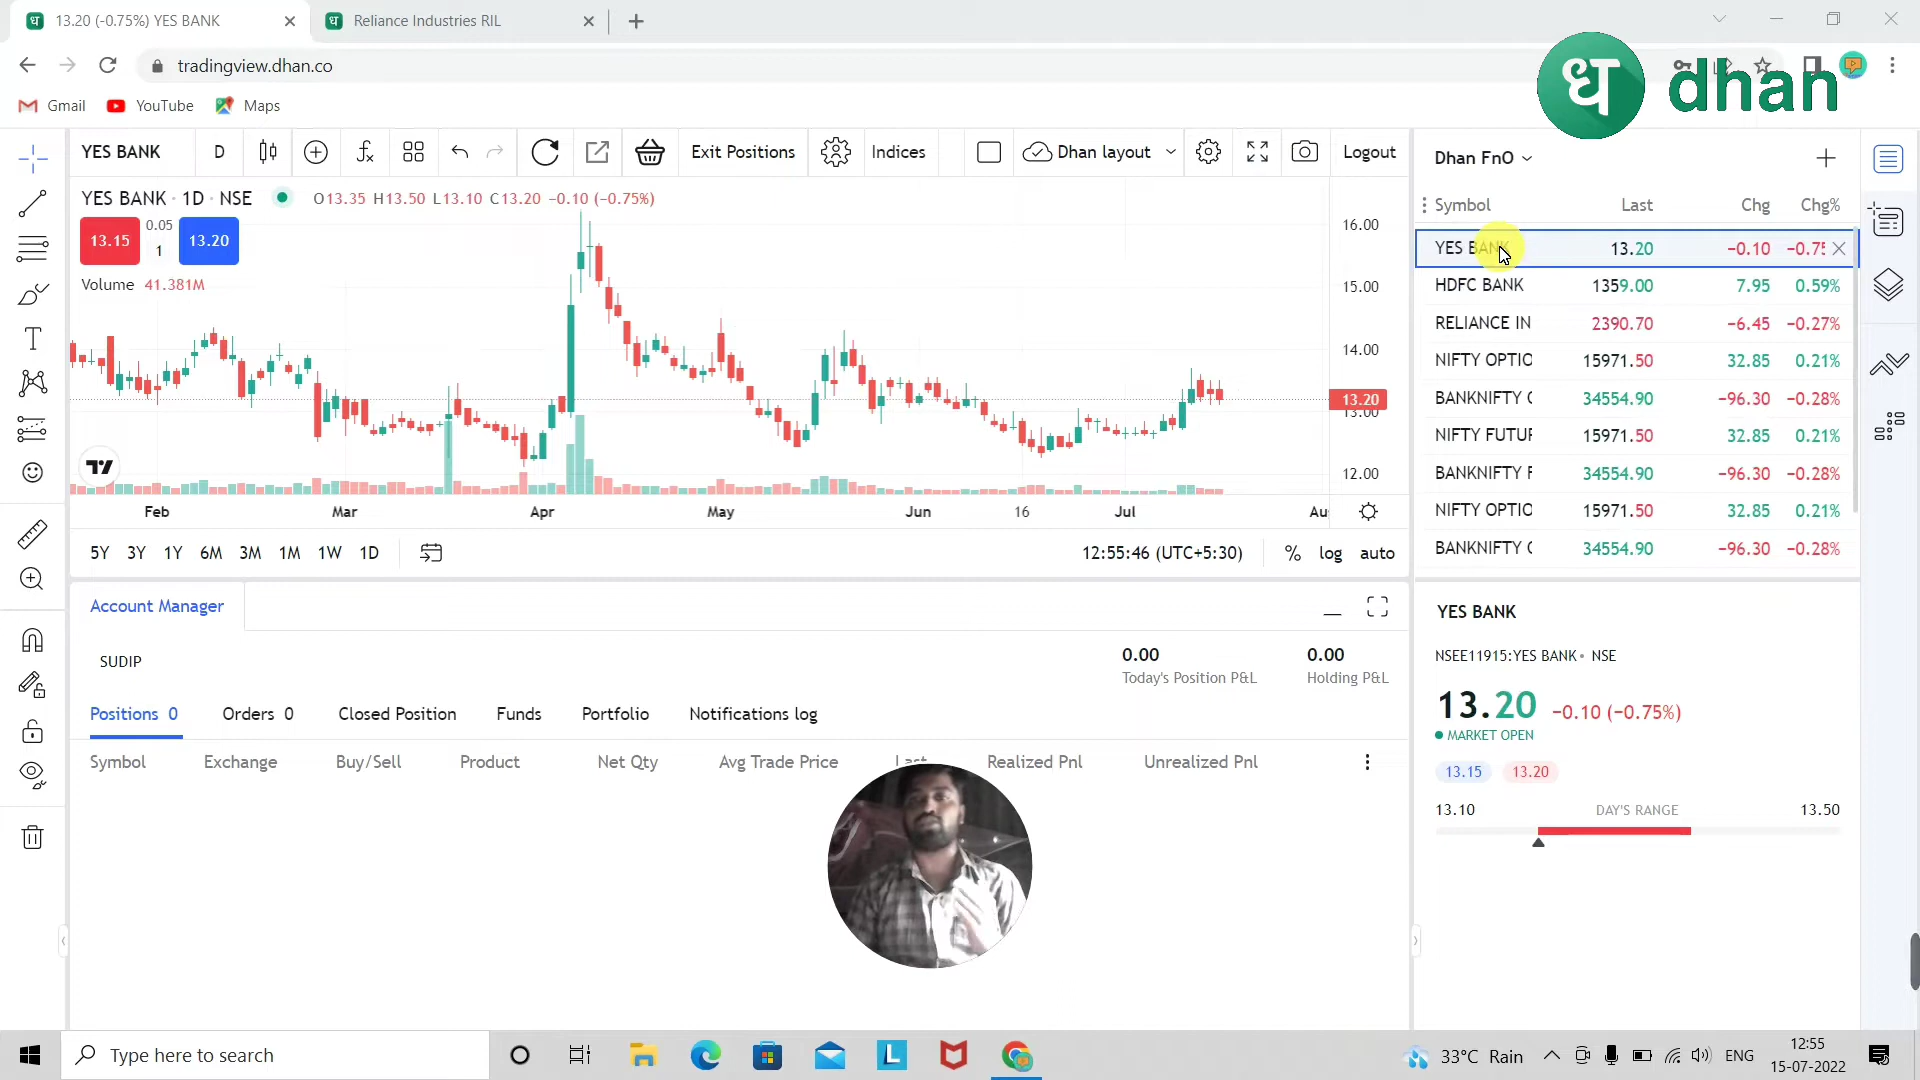 13.20 (-0.75%) YES BANK
Reliance Industries RIL
tradingview.dhan.co
ध dhan
Gmail YouTube Maps
YES BANK D Exit Positions Indices Dhan layout Logout
YES BANK · 1D · NSE O13.35 H13.50 L13.10 C13.20 −0.10 (−0.75%)
13.15 0.05 1 13.20
Volume 41.381M
16.00
15.00
14.00
13.20
13.00
12.00
Feb Mar Apr May Jun 16 Jul
5Y 3Y 1Y 6M 3M 1M 1W 1D 12:55:46 (UTC+5:30) % log auto
Dhan FnO
Symbol Last Chg Chg%
YES BANK 13.20 −0.10
HDFC BANK 1359.00 7.95 0.59%
RELIANCE IN 2390.70 −6.45 −0.27%
NIFTY OPTIO 15971.50 32.85 0.21%
BANKNIFTY 34554.90 −96.30 −0.28%
NIFTY FUTUR 15971.50 32.85 0.21%
BANKNIFTY F 34554.90 −96.30 −0.28%
NIFTY OPTIO 15971.50 32.85 0.21%
BANKNIFTY 34554.90 −96.30 −0.28%
Account Manager
SUDIP
0.00 0.00
Today's Position P&L Holding P&L
Positions 0 Orders 0 Closed Position Funds Portfolio Notifications log
Symbol Exchange Buy/Sell Product Net Qty Avg Trade Price Realized Pnl Unrealized Pnl
YES BANK
NSEE11915:YES BANK • NSE
13.20 −0.10 (−0.75%)
MARKET OPEN
13.15 13.20
13.10 DAY'S RANGE 13.50
Type here to search
L
33°C Rain
ENG
12:55
15-07-2022